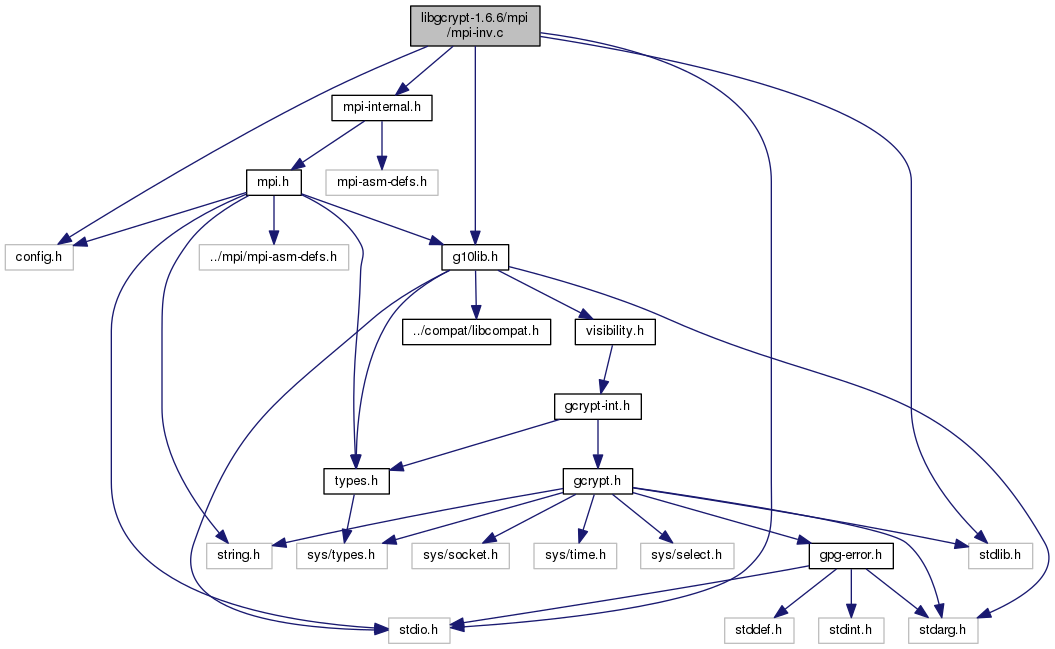 libgcrypt-1.6.6/mpi
/mpi-inv.c
mpi-internal.h
mpi.h
mpi-asm-defs.h
config.h
../mpi/mpi-asm-defs.h
g10lib.h
../compat/libcompat.h
visibility.h
gcrypt-int.h
types.h
gcrypt.h
string.h
sys/types.h
sys/socket.h
sys/time.h
sys/select.h
gpg-error.h
stdlib.h
stdio.h
stddef.h
stdint.h
stdarg.h